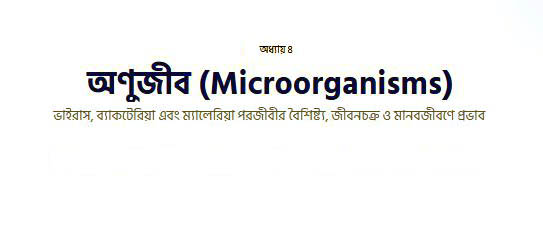 অধ্যায় ৪
অণুজীব (Microorganisms)
ভাইরাস, ব্যাকটেরিয়া এবং ম্যালেরিয়া পরজীবীর বৈশিষ্ট্য, জীবনচক্র ও মানবজীবণে প্রভাব